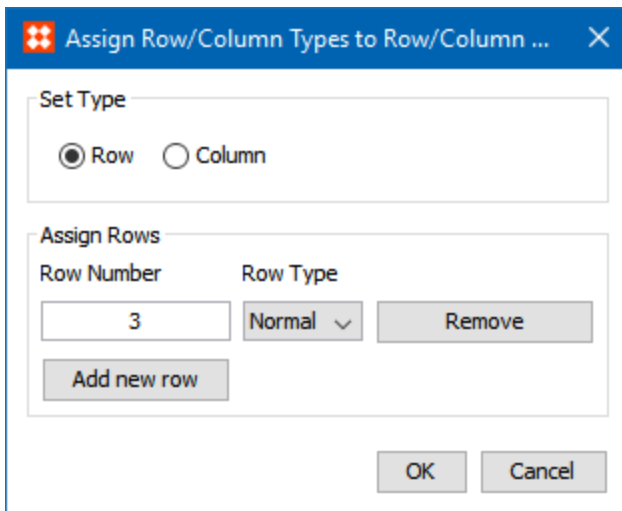 Assign Row/Column Types to Row/Column ...
Set Type
Row Column
Assign Rows
Row Number Row Type
3 Normal Remove
Add new row
OK Cancel